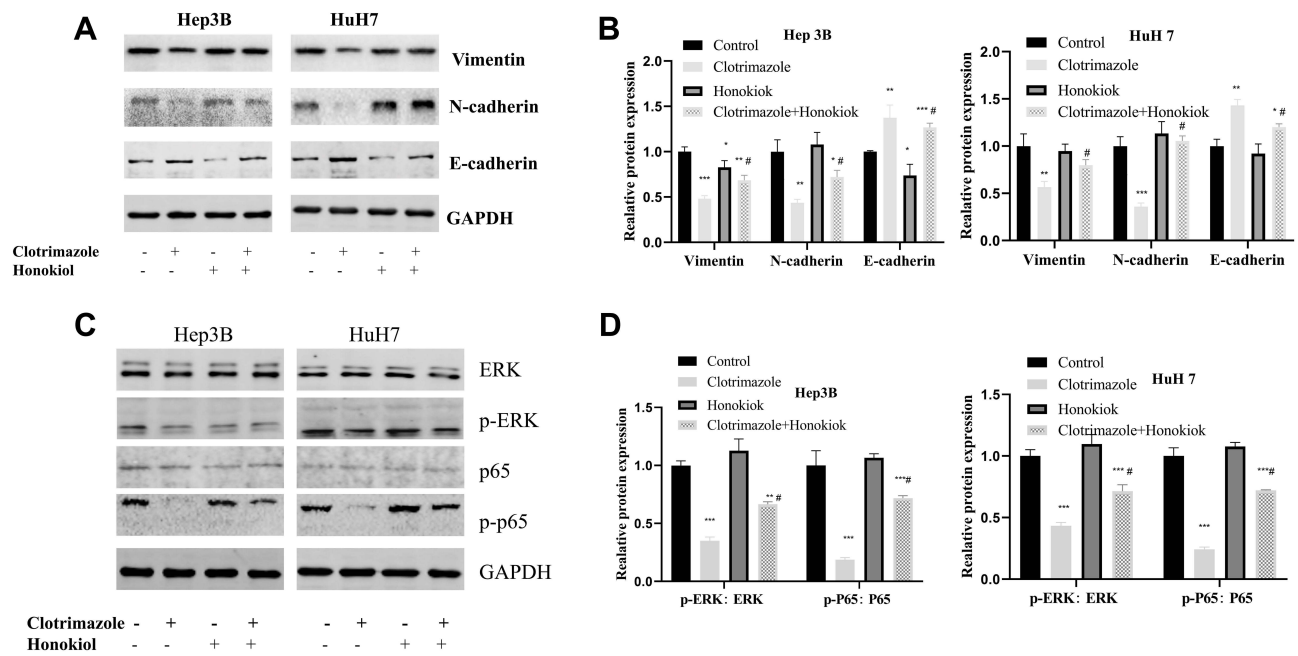 A
Hep3B HuH7
Vimentin
N-cadherin
E-cadherin
GAPDH
Clotrimazole - + - + - + - +
Honokiol - - + + - - + +
B
Hep 3B
Control
Clotrimazole
Honokiok
Clotrimazole+Honokiok
Realative protein expression
2.0
1.5
1.0
0.5
0.0
*** * ** #
** * #
** * *** #
Vimentin N-cadherin E-cadherin
HuH 7
Control
Clotrimazole
Honokiok
Clotrimazole+Honokiok
Realative protein expression
2.0
1.5
1.0
0.5
0.0
** #
*** #
** * #
Vimentin N-cadherin E-cadherin
C
Hep3B HuH7
ERK
p-ERK
p65
p-p65
GAPDH
Clotrimazole - + - + - + - +
Honokiol - - + + - - + +
D
Control
Clotrimazole
Hep3B
Honokiok
Clotrimazole+Honokiok
Realative protein expression
1.5
1.0
0.5
0.0
*** ** #
*** ***#
p-ERK: ERK p-P65: P65
Control
Clotrimazole
HuH 7
Honokiok
Clotrimazole+Honokiok
Realative protein expression
1.5
1.0
0.5
0.0
*** *** #
*** ***#
p-ERK: ERK p-P65: P65